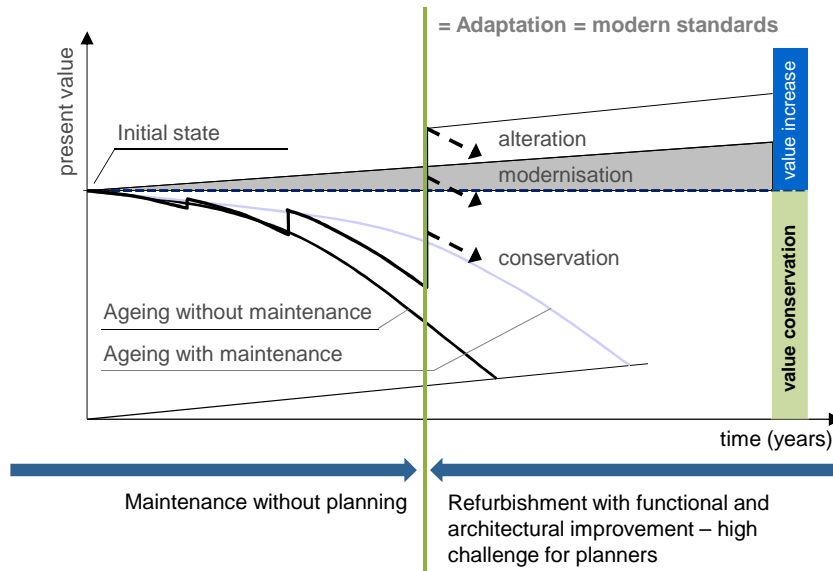 = Adaptation = modern standards
present value
Initial state
alteration
modernisation
conservation
value increase
value conservation
Ageing without maintenance
Ageing with maintenance
time (years)
Maintenance without planning
Refurbishment with functional and
architectural improvement – high
challenge for planners